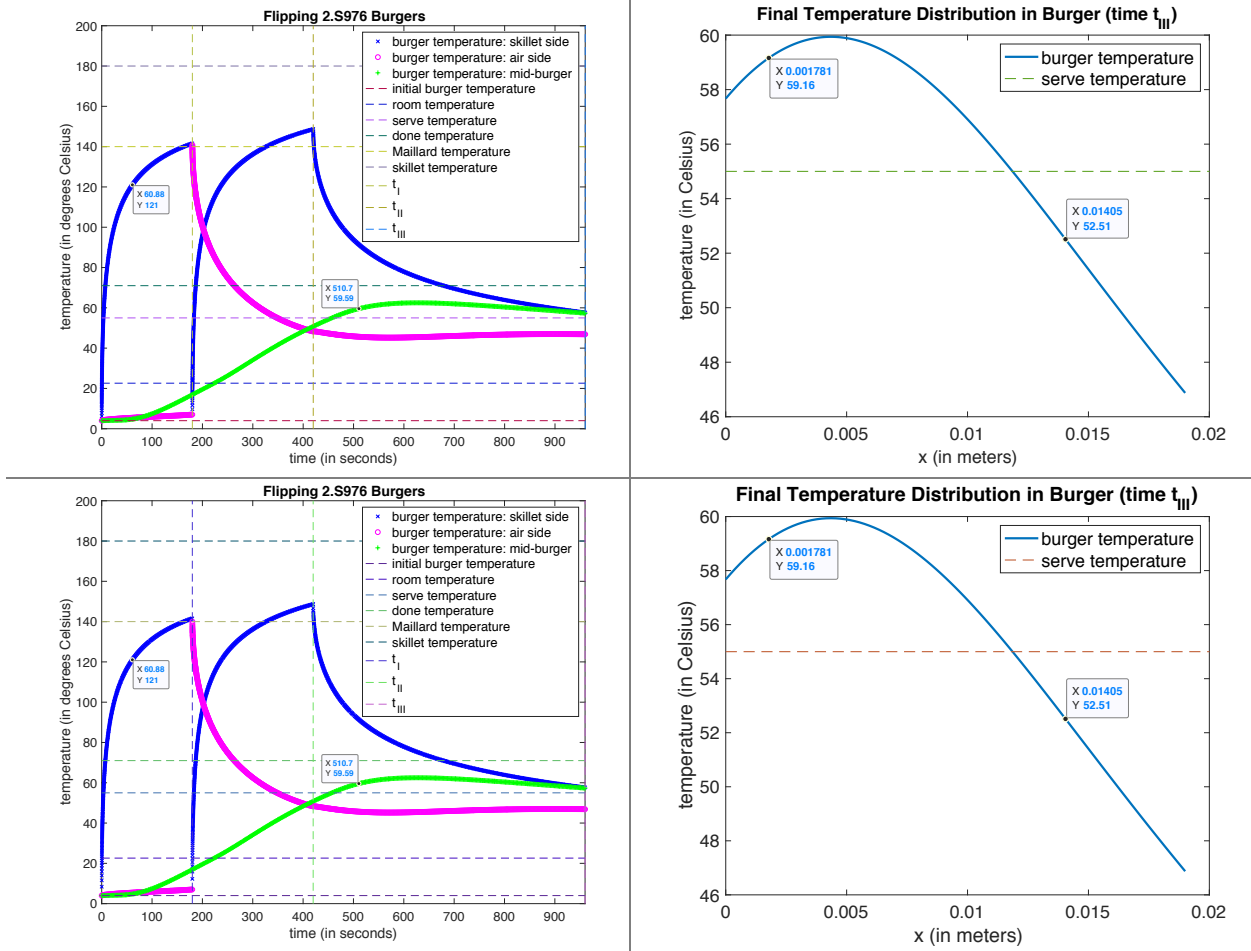 Flipping 2.S976 Burgers
temperature (in degrees Celsius)
200
180
160
140
120
100
80
60
40
20
0
burger temperature: skillet side
burger temperature: air side
burger temperature: mid-burger
initial burger temperature
room temperature
serve temperature
done temperature
Maillard temperature
skillet temperature
t_I
t_II
t_III
X 60.88
Y 121
X 510.7
Y 59.59
0 100 200 300 400 500 600 700 800 900
time (in seconds)
Final Temperature Distribution in Burger (time t_III)
temperature (in Celsius)
60
58
56
54
52
50
48
46
burger temperature
serve temperature
X 0.001781
Y 59.16
X 0.01405
Y 52.51
0 0.005 0.01 0.015 0.02
x (in meters)
Flipping 2.S976 Burgers
temperature (in degrees Celsius)
200
180
160
140
120
100
80
60
40
20
0
burger temperature: skillet side
burger temperature: air side
burger temperature: mid-burger
initial burger temperature
room temperature
serve temperature
done temperature
Maillard temperature
skillet temperature
t_I
t_II
t_III
X 60.88
Y 121
X 510.7
Y 59.59
0 100 200 300 400 500 600 700 800 900
time (in seconds)
Final Temperature Distribution in Burger (time t_III)
temperature (in Celsius)
60
58
56
54
52
50
48
46
burger temperature
serve temperature
X 0.001781
Y 59.16
X 0.01405
Y 52.51
0 0.005 0.01 0.015 0.02
x (in meters)